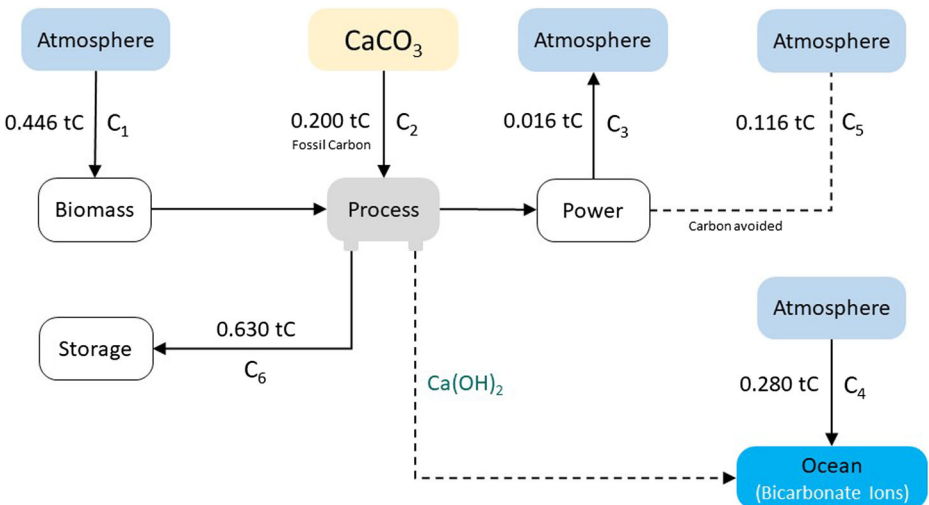 Atmosphere
CaCO₃
Atmosphere
Atmosphere
0.446 tC C₁
0.200 tC C₂
Fossil Carbon
0.016 tC C₃
0.116 tC C₅
Biomass
Process
Power
Carbon avoided
Atmosphere
0.630 tC
Storage
C₆
Ca(OH)₂
0.280 tC C₄
Ocean
(Bicarbonate Ions)